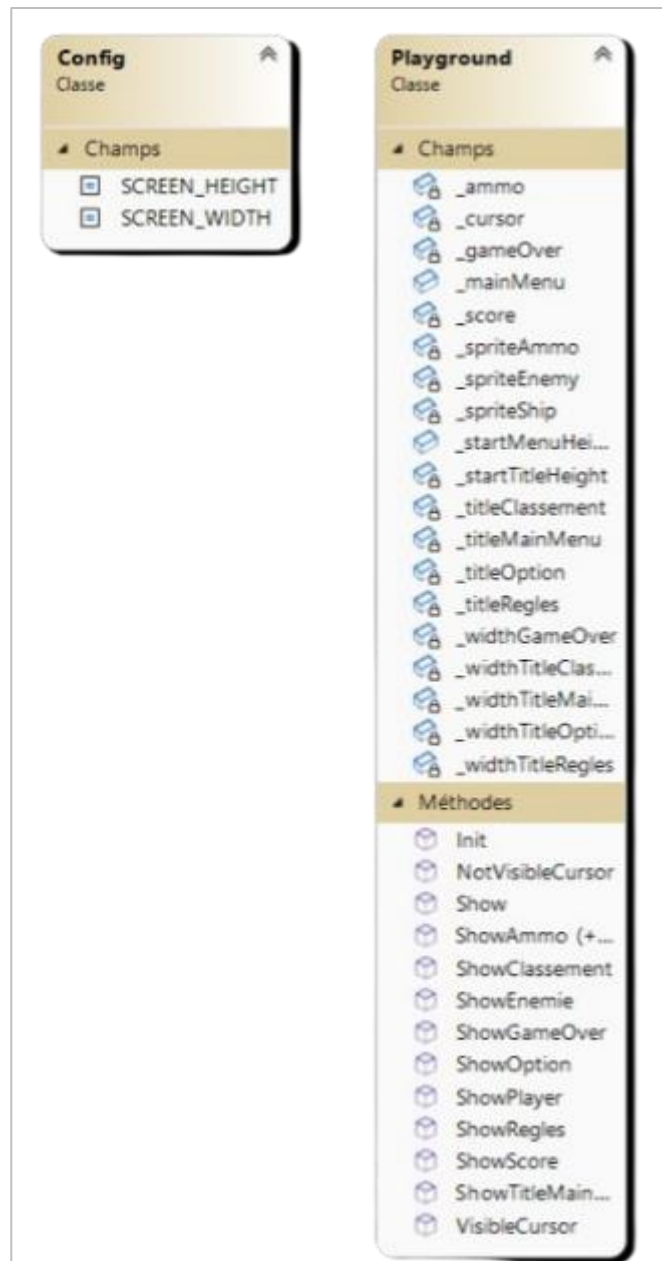 Config
Classe
Champs
SCREEN_HEIGHT
SCREEN_WIDTH
Playground
Classe
Champs
_ammo
_cursor
_gameOver
_mainMenu
_score
_spriteAmmo
_spriteEnemy
_spriteShip
_startMenuHei...
_startTitleHeight
_titleClassement
_titleMainMenu
_titleOption
_titleRegles
_widthGameOver
_widthTitleClas...
_widthTitleMai...
_widthTitleOpti...
_widthTitleRegles
Méthodes
Init
NotVisibleCursor
Show
ShowAmmo (+...
ShowClassement
ShowEnemie
ShowGameOver
ShowOption
ShowPlayer
ShowRegles
ShowScore
ShowTitleMain...
VisibleCursor